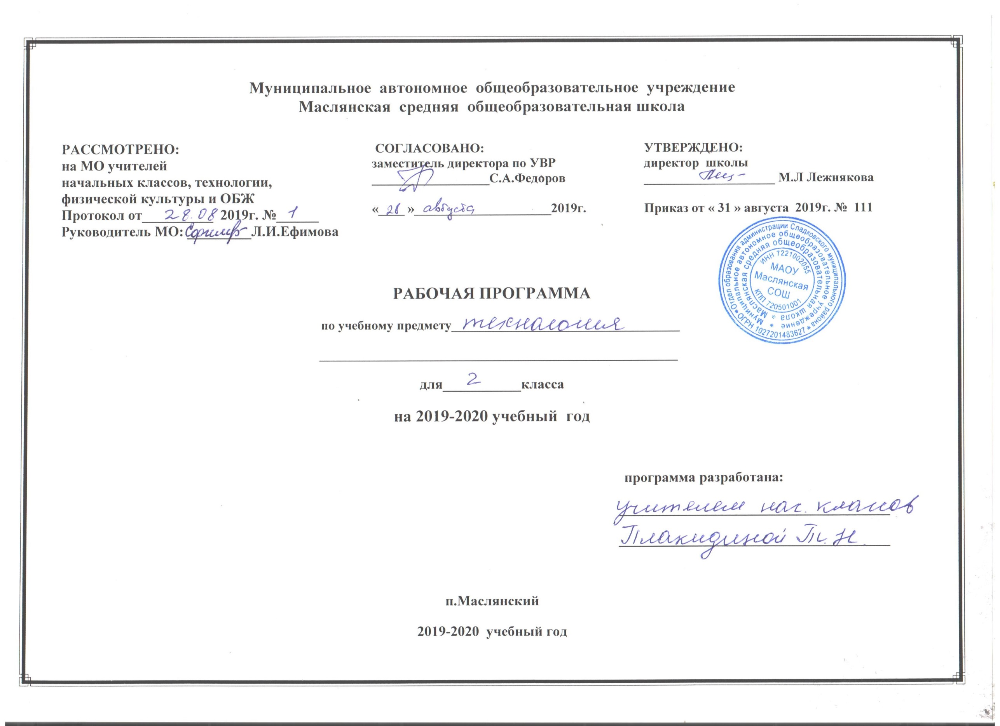 Муниципальное автономное общеобразовательное учреждение
Маслянская средняя общеобразовательная школа
РАССМОТРЕНО:
на МО учителей
начальных классов, технологии,
физической культуры и ОБЖ
Протокол от 28.08 2019г. № 1
Руководитель МО: Л.И.Ефимова
СОГЛАСОВАНО:
заместитель директора по УВР
С.А.Федоров
« 28 » августа 2019г.
УТВЕРЖДЕНО:
директор школы
М.Л Лежнякова
Приказ от « 31 » августа 2019г. № 111
Отдел образования администрации Сладковского муниципального района
* ОГРН 1027201483627 *
Муниципальное автономное общеобразовательное учреждение *
Маслянская средняя общеобразовательная школа *
ИНН 7221002055
МАОУ
Маслянская
СОШ
КПП 720501001
РАБОЧАЯ ПРОГРАММА
по учебному предмету технология
для 2 класса
на 2019-2020 учебный год
программа разработана:
учителем нач. классов
Плакидиной Т.Н.
п.Маслянский
2019-2020 учебный год